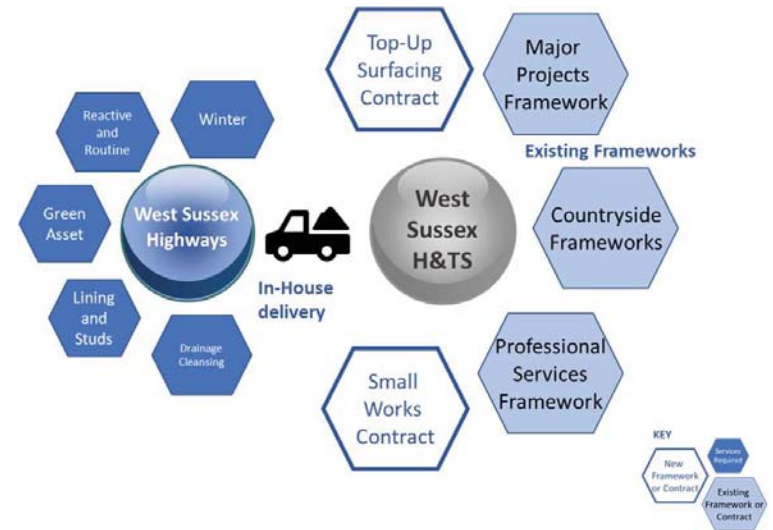 Top-Up
Surfacing
Contract
Major
Projects
Framework
Reactive
and
Routine
Winter
Existing Frameworks
Green
Asset
West Sussex
Highways
West
Sussex
H&TS
Countryside
Frameworks
In-House
delivery
Lining
and
Studs
Drainage
Cleansing
Small
Works
Contract
Professional
Services
Framework
KEY
New
Framework
or Contract
Services
Required
Existing
Framework or
Contract